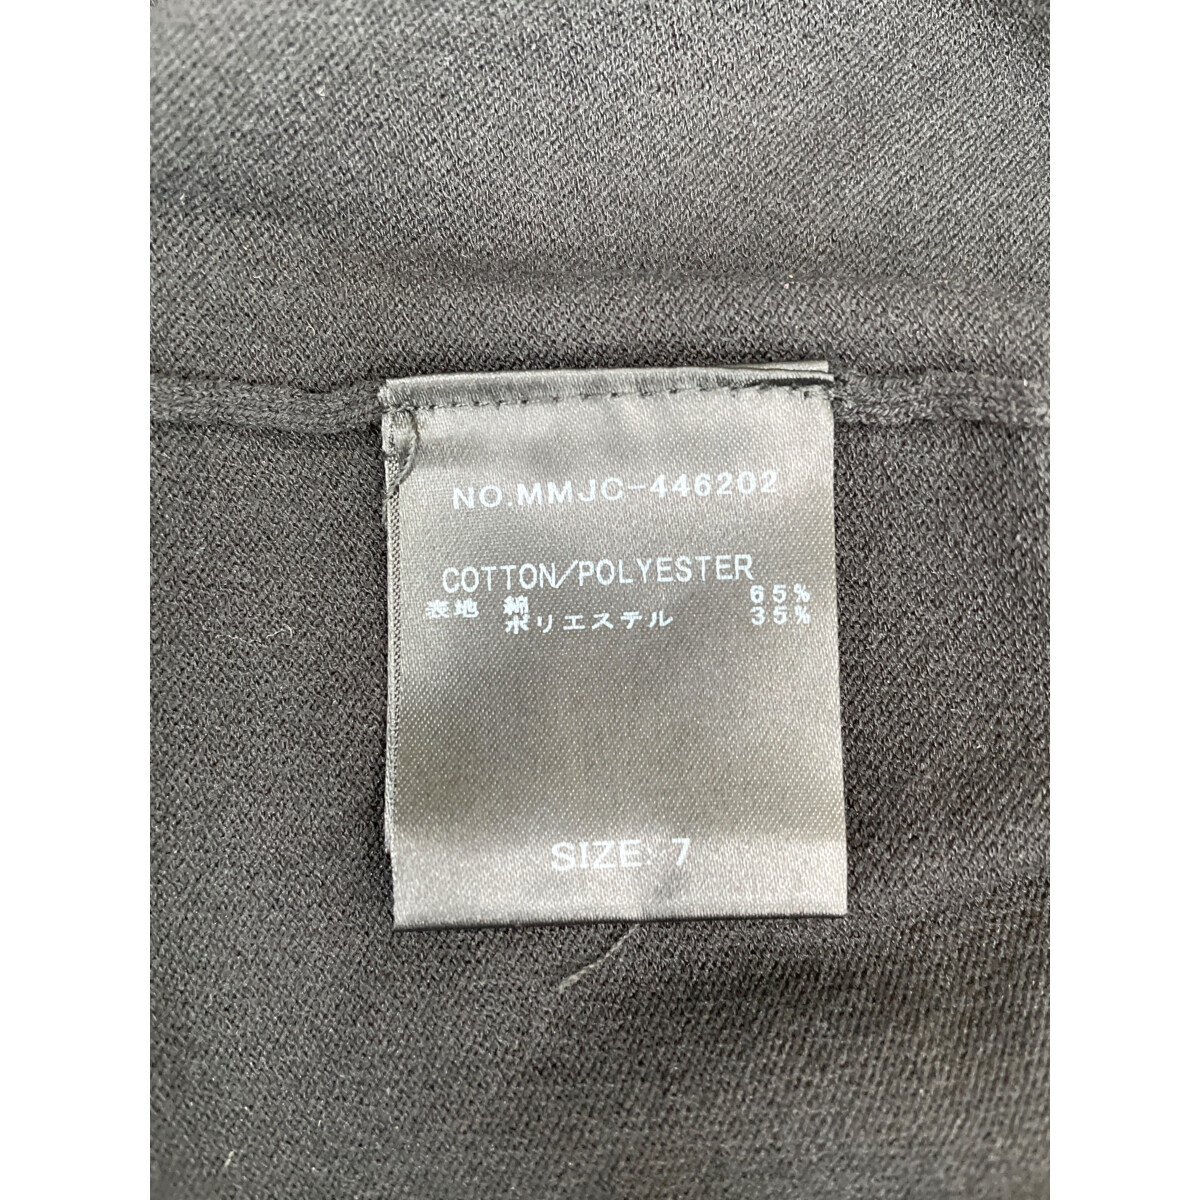 NO.MMJC-446202
COTTON/POLYESTER
表地 綿 65%
ポリエステル 35%
SIZE 7